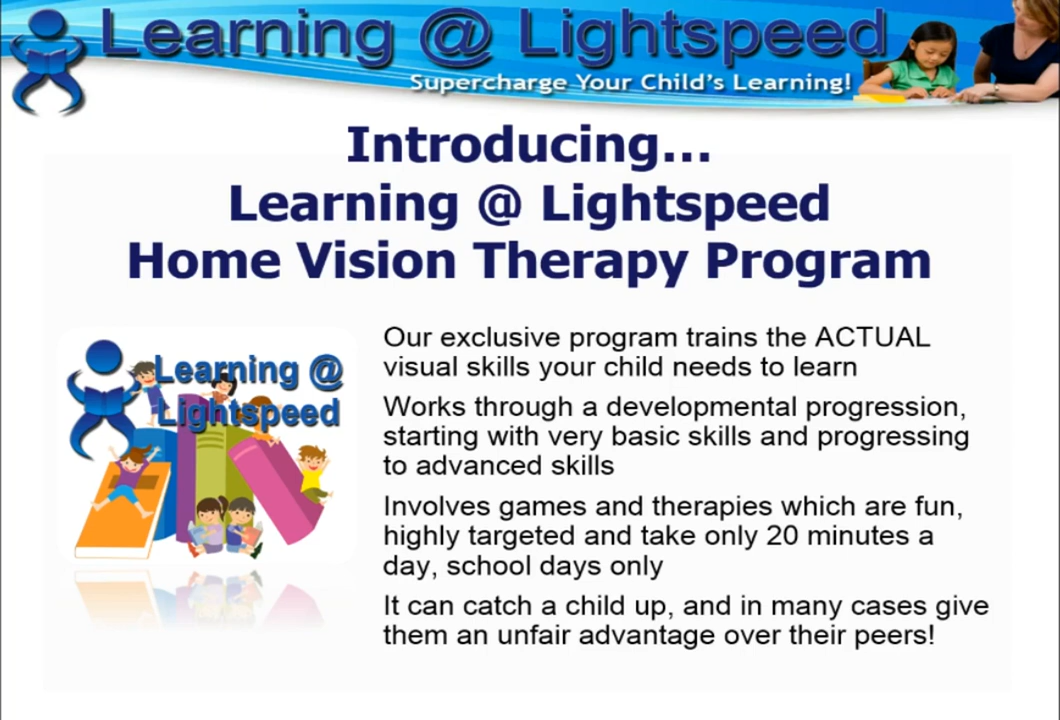 Learning @ Lightspeed
Supercharge Your Child's Learning!
Introducing...
Learning @ Lightspeed
Home Vision Therapy Program
Learning @
Lightspeed
Our exclusive program trains the ACTUAL
visual skills your child needs to learn
Works through a developmental progression,
starting with very basic skills and progressing
to advanced skills
Involves games and therapies which are fun,
highly targeted and take only 20 minutes a
day, school days only
It can catch a child up, and in many cases give
them an unfair advantage over their peers!